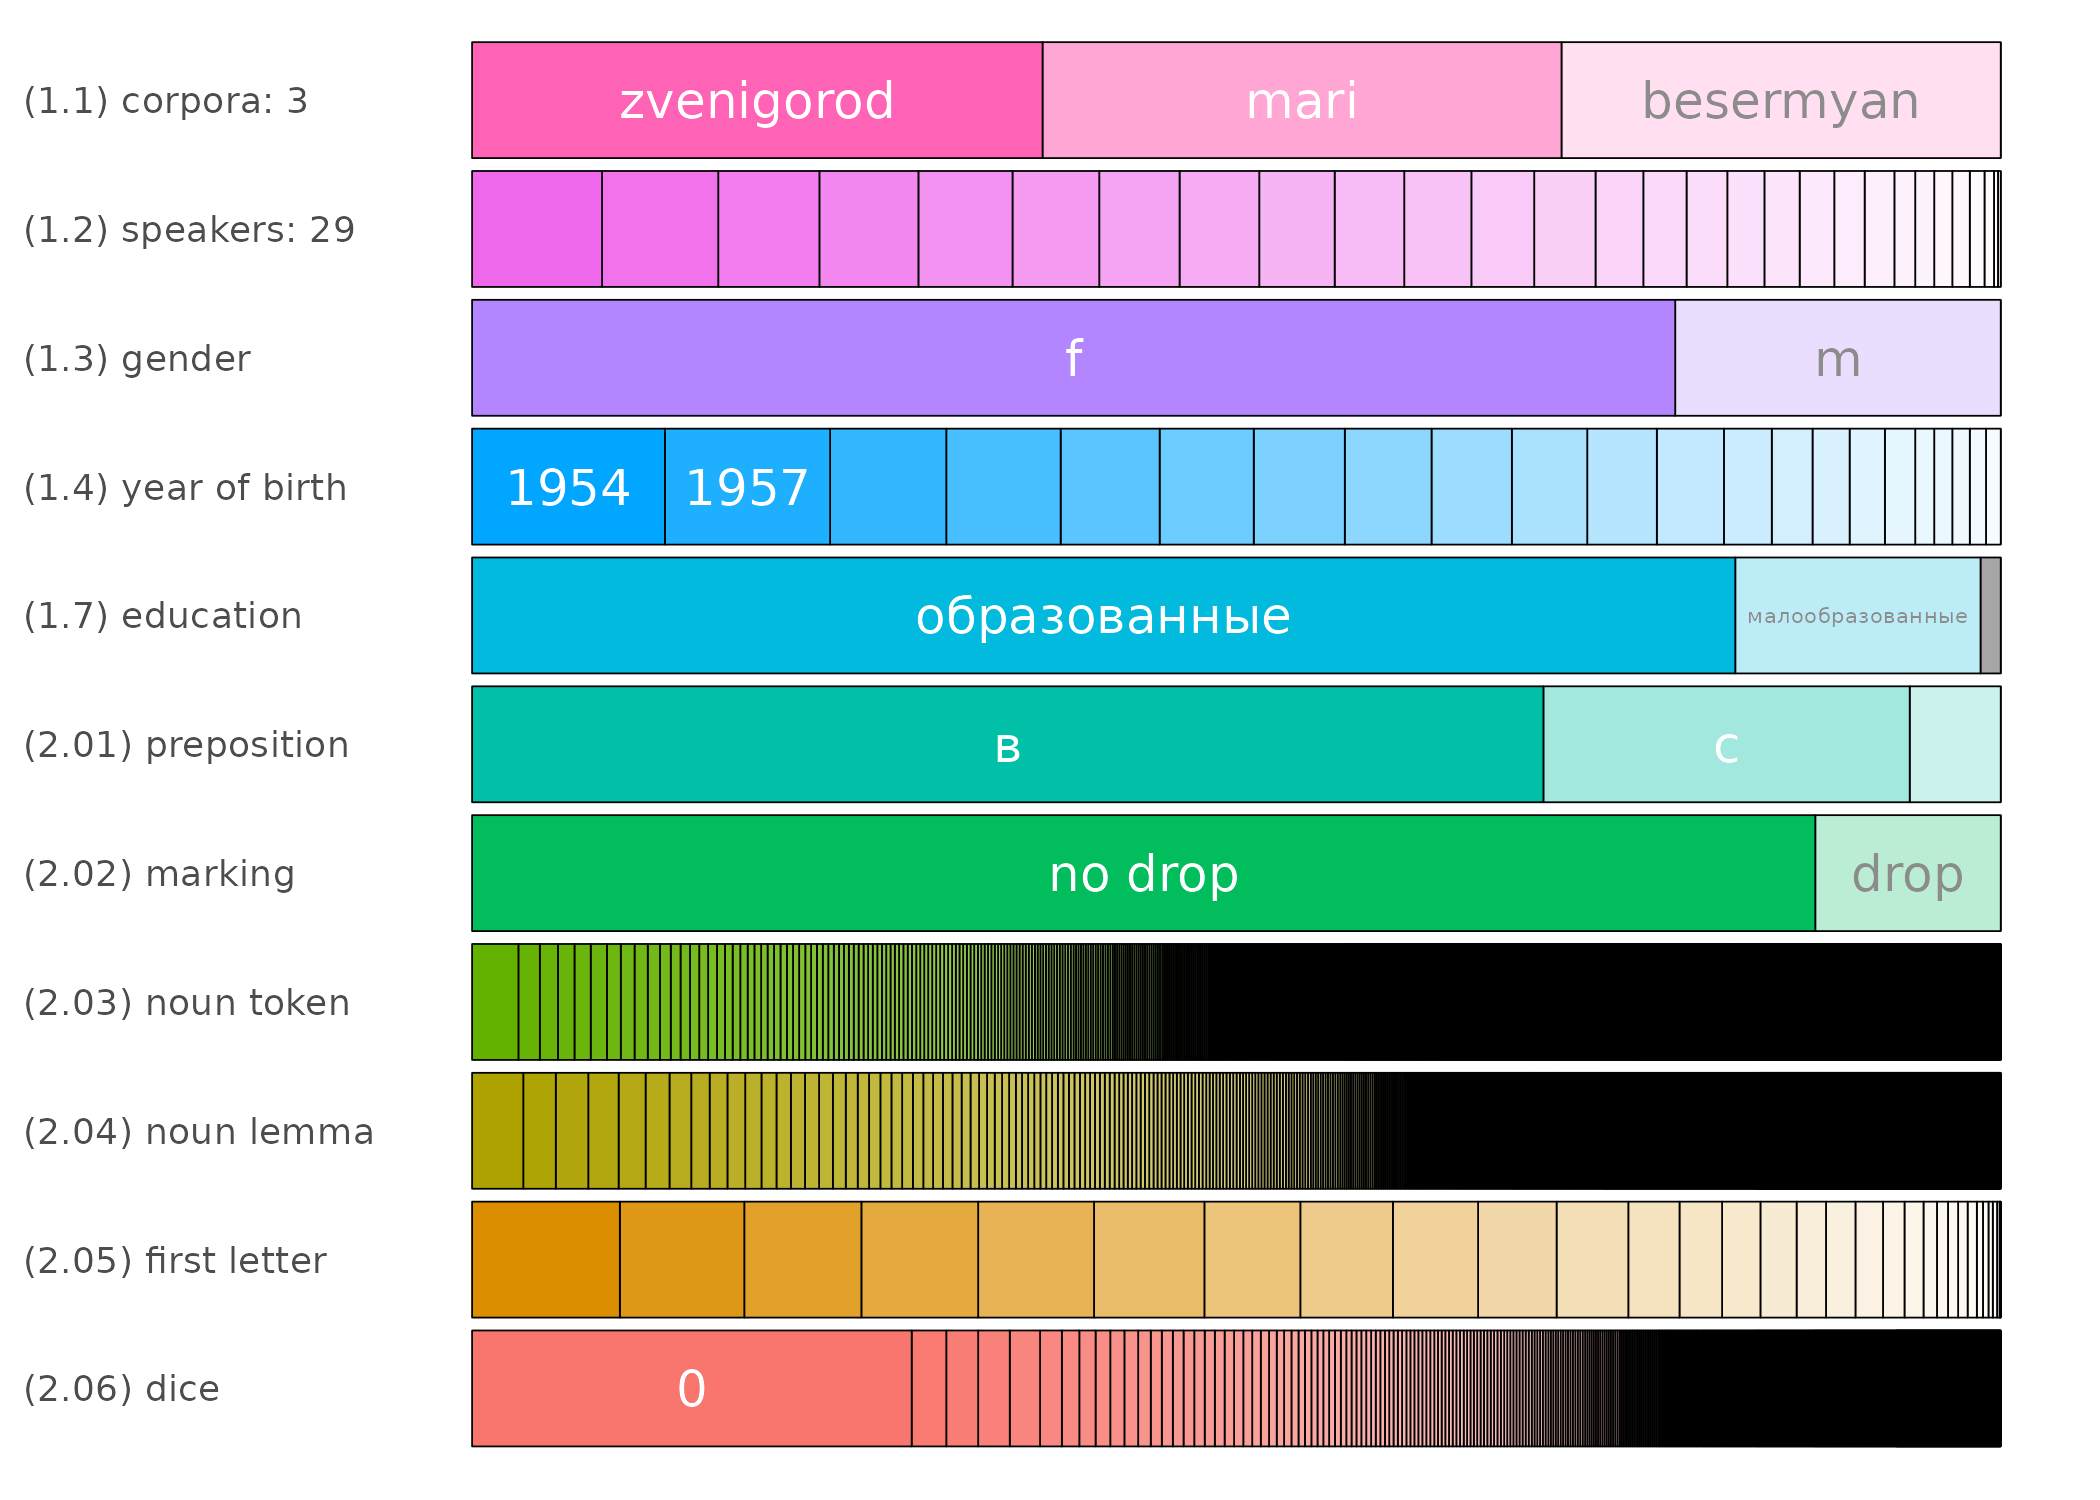 (1.1) corpora: 3 zvenigorod mari besermyan
(1.2) speakers: 29
(1.3) gender f m
(1.4) year of birth 1954 1957
(1.7) education образованные малообразованные
(2.01) preposition в с
(2.02) marking no drop drop
(2.03) noun token
(2.04) noun lemma
(2.05) first letter
(2.06) dice 0